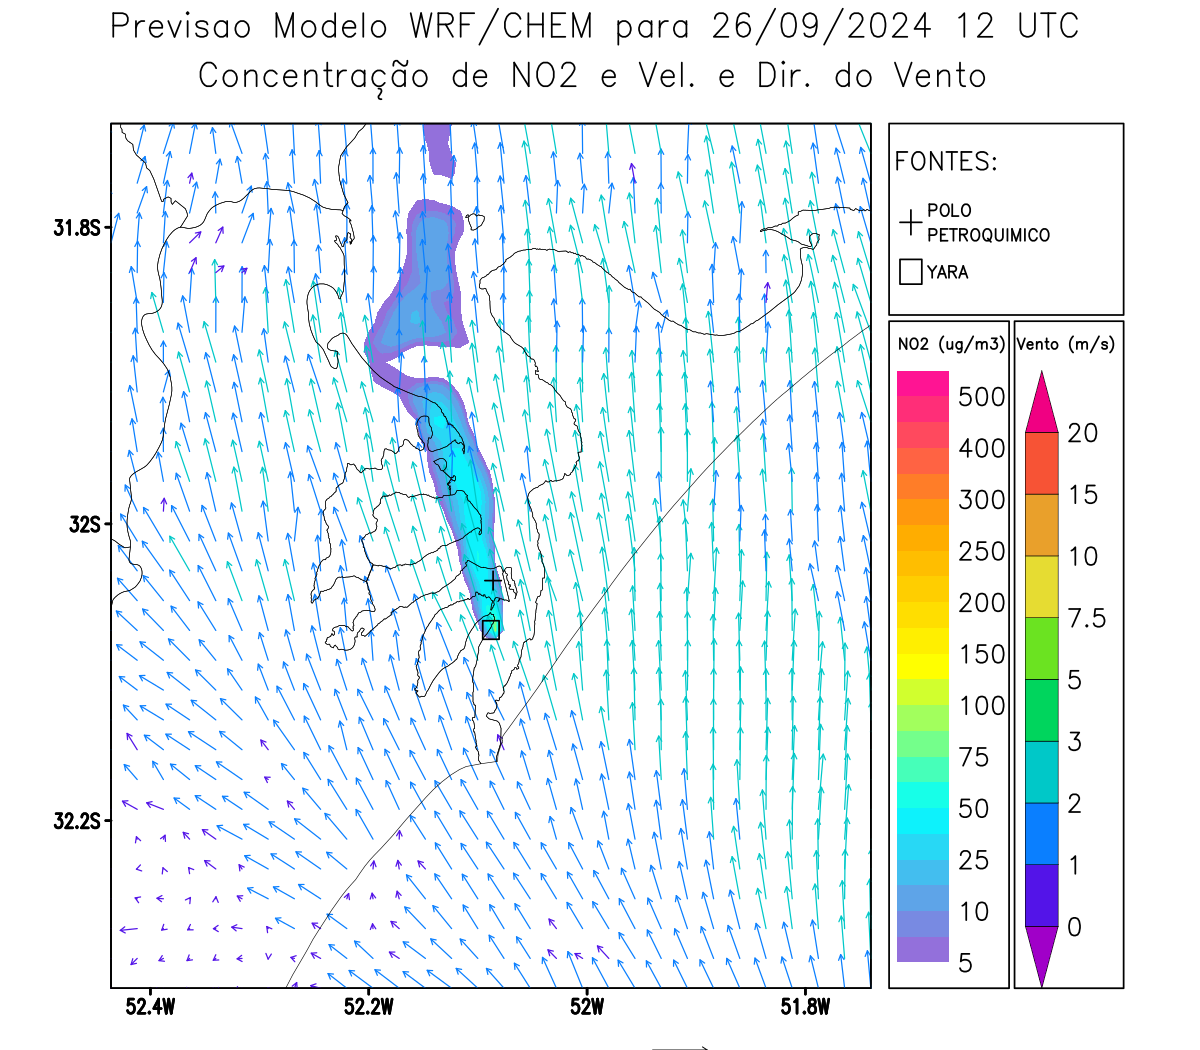 Previsao Modelo WRF/CHEM para 26/09/2024 12 UTC
Concentração de NO2 e Vel. e Dir. do Vento
FONTES:
POLO
PETROQUIMICO
YARA
NO2 (ug/m3)
500
400
300
250
200
150
100
75
50
25
10
5
Vento (m/s)
20
15
10
7.5
5
3
2
1
0
31.8S
32S
32.2S
52.4W
52.2W
52W
51.8W